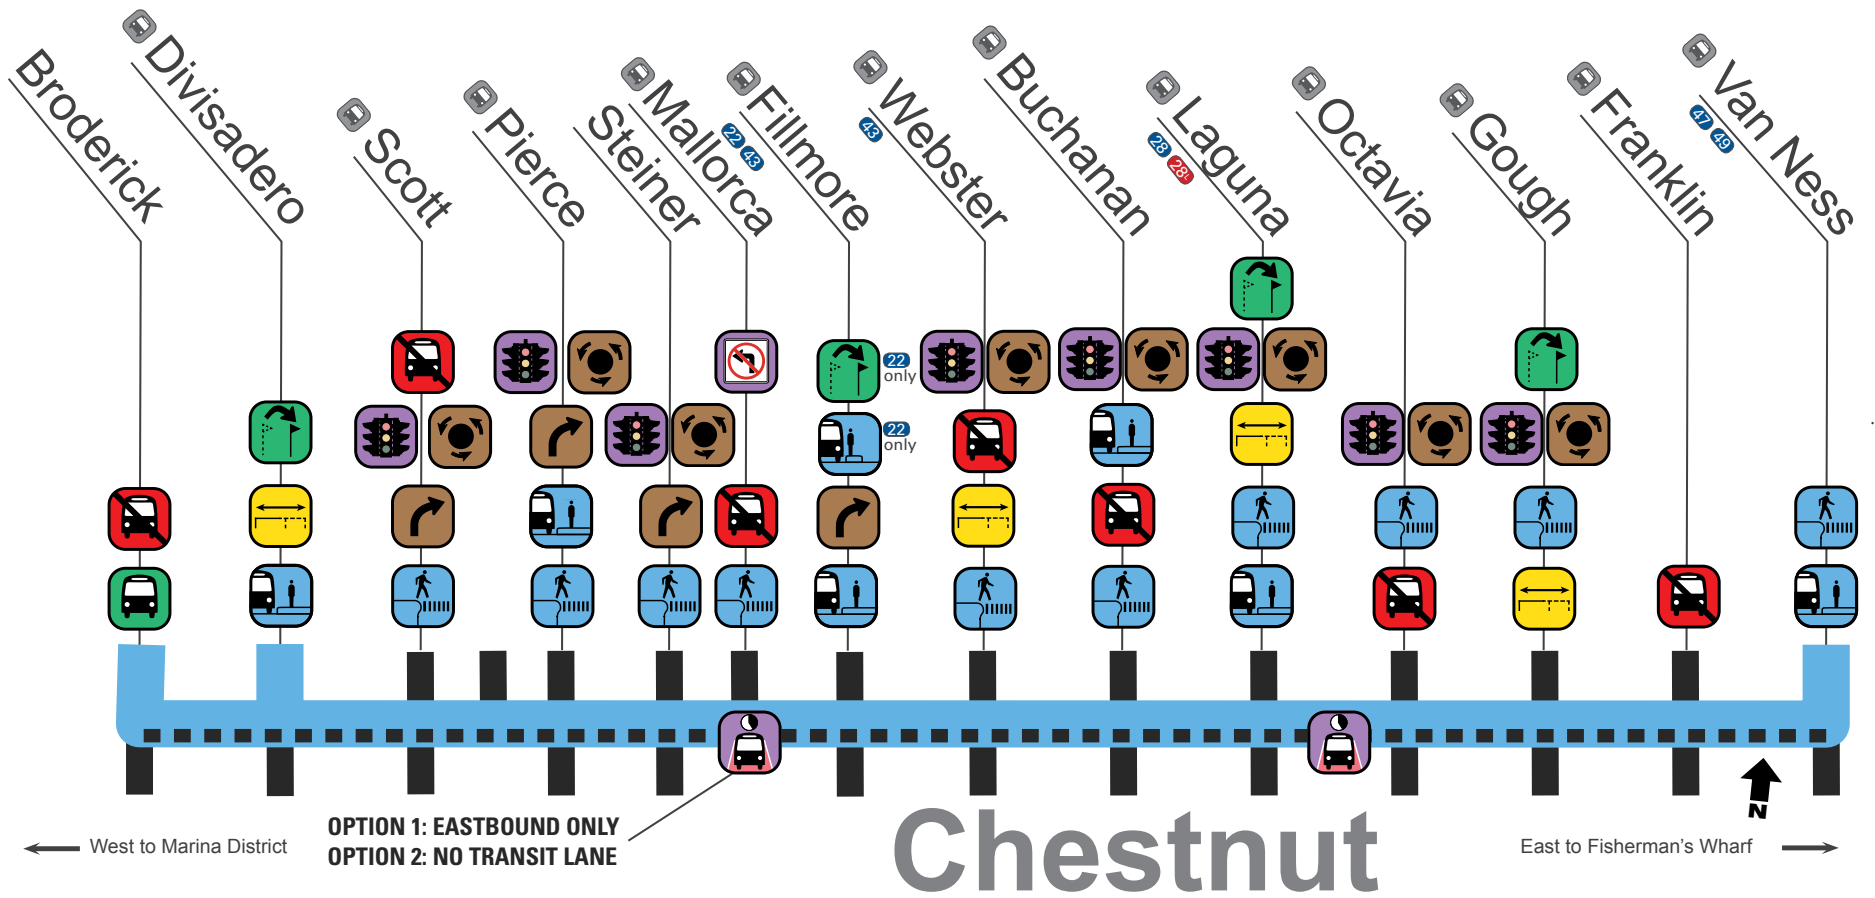 Broderick
Divisadero
Scott
Pierce
Steiner
Mallorca
22 43
Fillmore
Webster
43
Buchanan
Laguna
28 28L
Octavia
Gough
Franklin
Van Ness
47 49
22
only
22
only
OPTION 1: EASTBOUND ONLY
OPTION 2: NO TRANSIT LANE
West to Marina District
Chestnut
N
East to Fisherman's Wharf